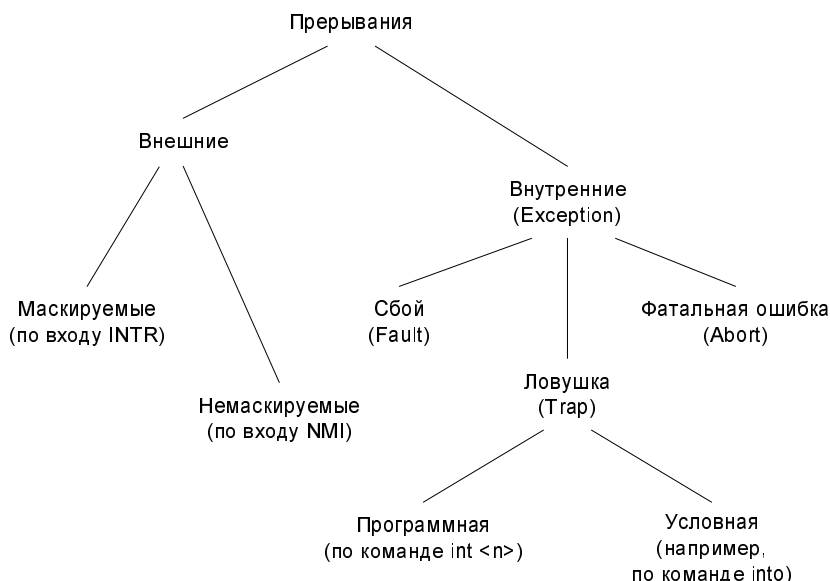 Прерывания
Внешние
Внутренние
(Exception)
Маскируемые
(по входу INTR)
Сбой
(Fault)
Фатальная ошибка
(Abort)
Ловушка
(Trap)
Немаскируемые
(по входу NMI)
Программная
(по команде int <n>)
Условная
(например,
по команде into)